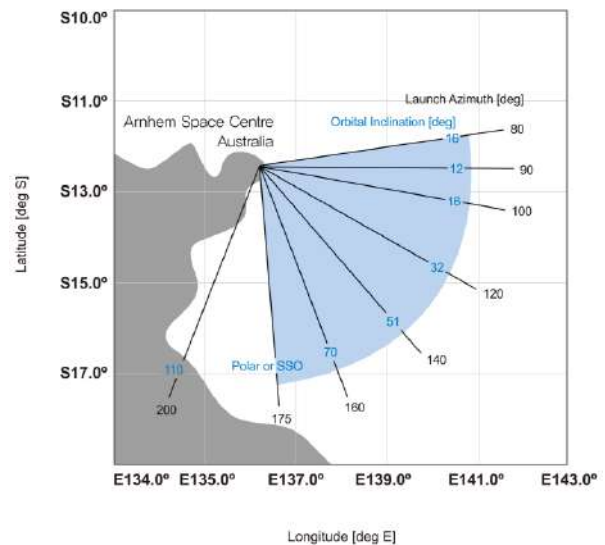 S10.0º
S11.0º
S13.0º
S15.0º
S17.0º
Latitude [deg S]
Arnhem Space Centre
Australia
Launch Azimuth [deg]
Orbital Inclination [deg]
16
80
12
90
16
100
32
120
51
140
70
160
Polar or SSO
175
110
200
E134.0º
E135.0º
E137.0º
E139.0º
E141.0º
E143.0º
Longitude [deg E]